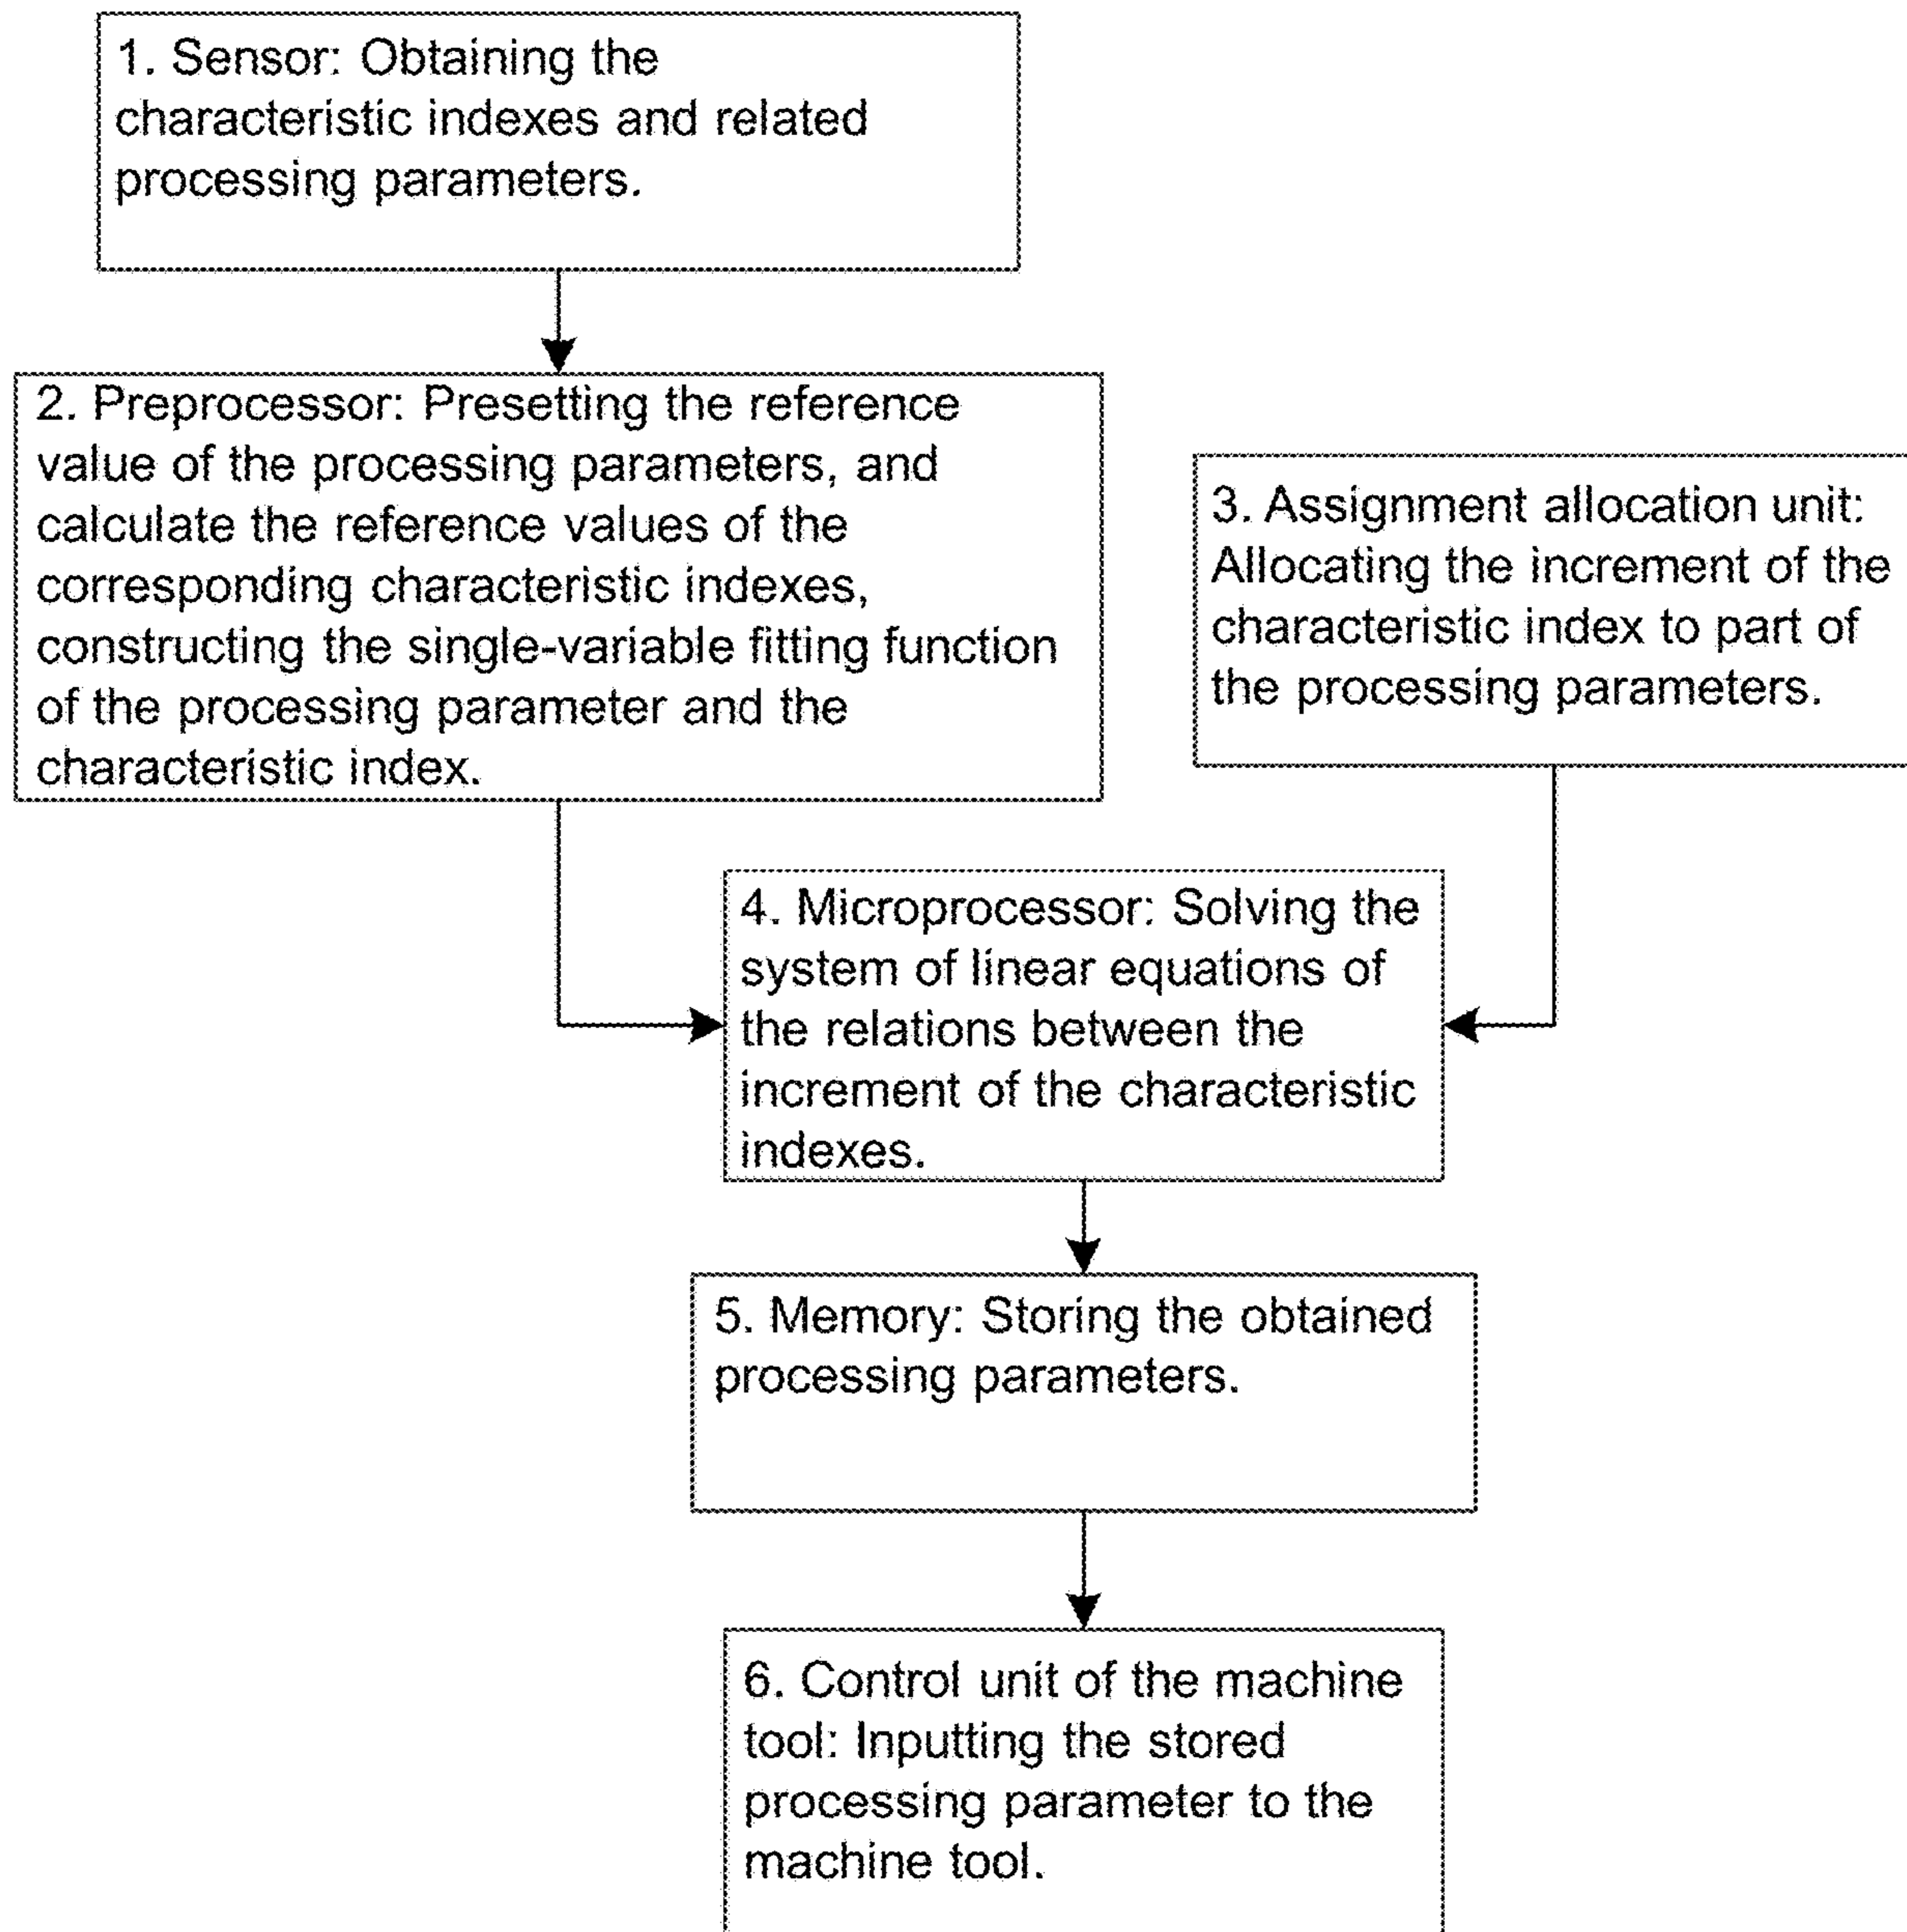 1. Sensor: Obtaining the
characteristic indexes and related
processing parameters.
2. Preprocessor: Presetting the reference
value of the processing parameters, and
calculate the reference values of the
corresponding characteristic indexes,
constructing the single-variable fitting function
of the processing parameter and the
characteristic index.
3. Assignment allocation unit:
Allocating the increment of the
characteristic index to part of
the processing parameters.
4. Microprocessor: Solving the
system of linear equations of
the relations between the
increment of the characteristic
indexes.
5. Memory: Storing the obtained
processing parameters.
6. Control unit of the machine
tool: Inputting the stored
processing parameter to the
machine tool.